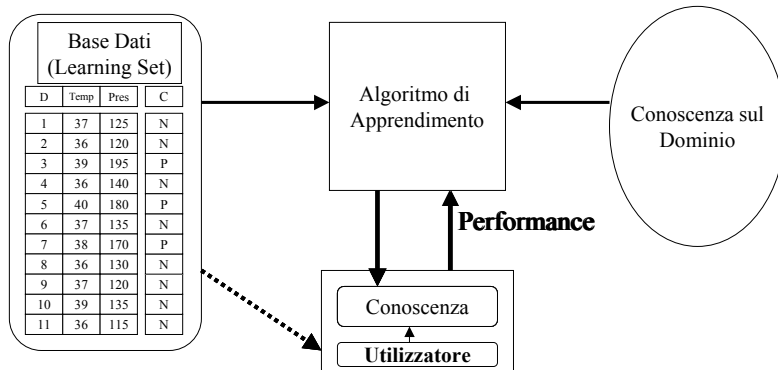 Base Dati
(Learning Set)
D Temp Pres C
1 37 125 N
2 36 120 N
3 39 195 P
4 36 140 N
5 40 180 P
6 37 135 N
7 38 170 P
8 36 130 N
9 37 120 N
10 39 135 N
11 36 115 N
Algoritmo di
Apprendimento
Conoscenza sul
Dominio
Performance
Conoscenza
Utilizzatore